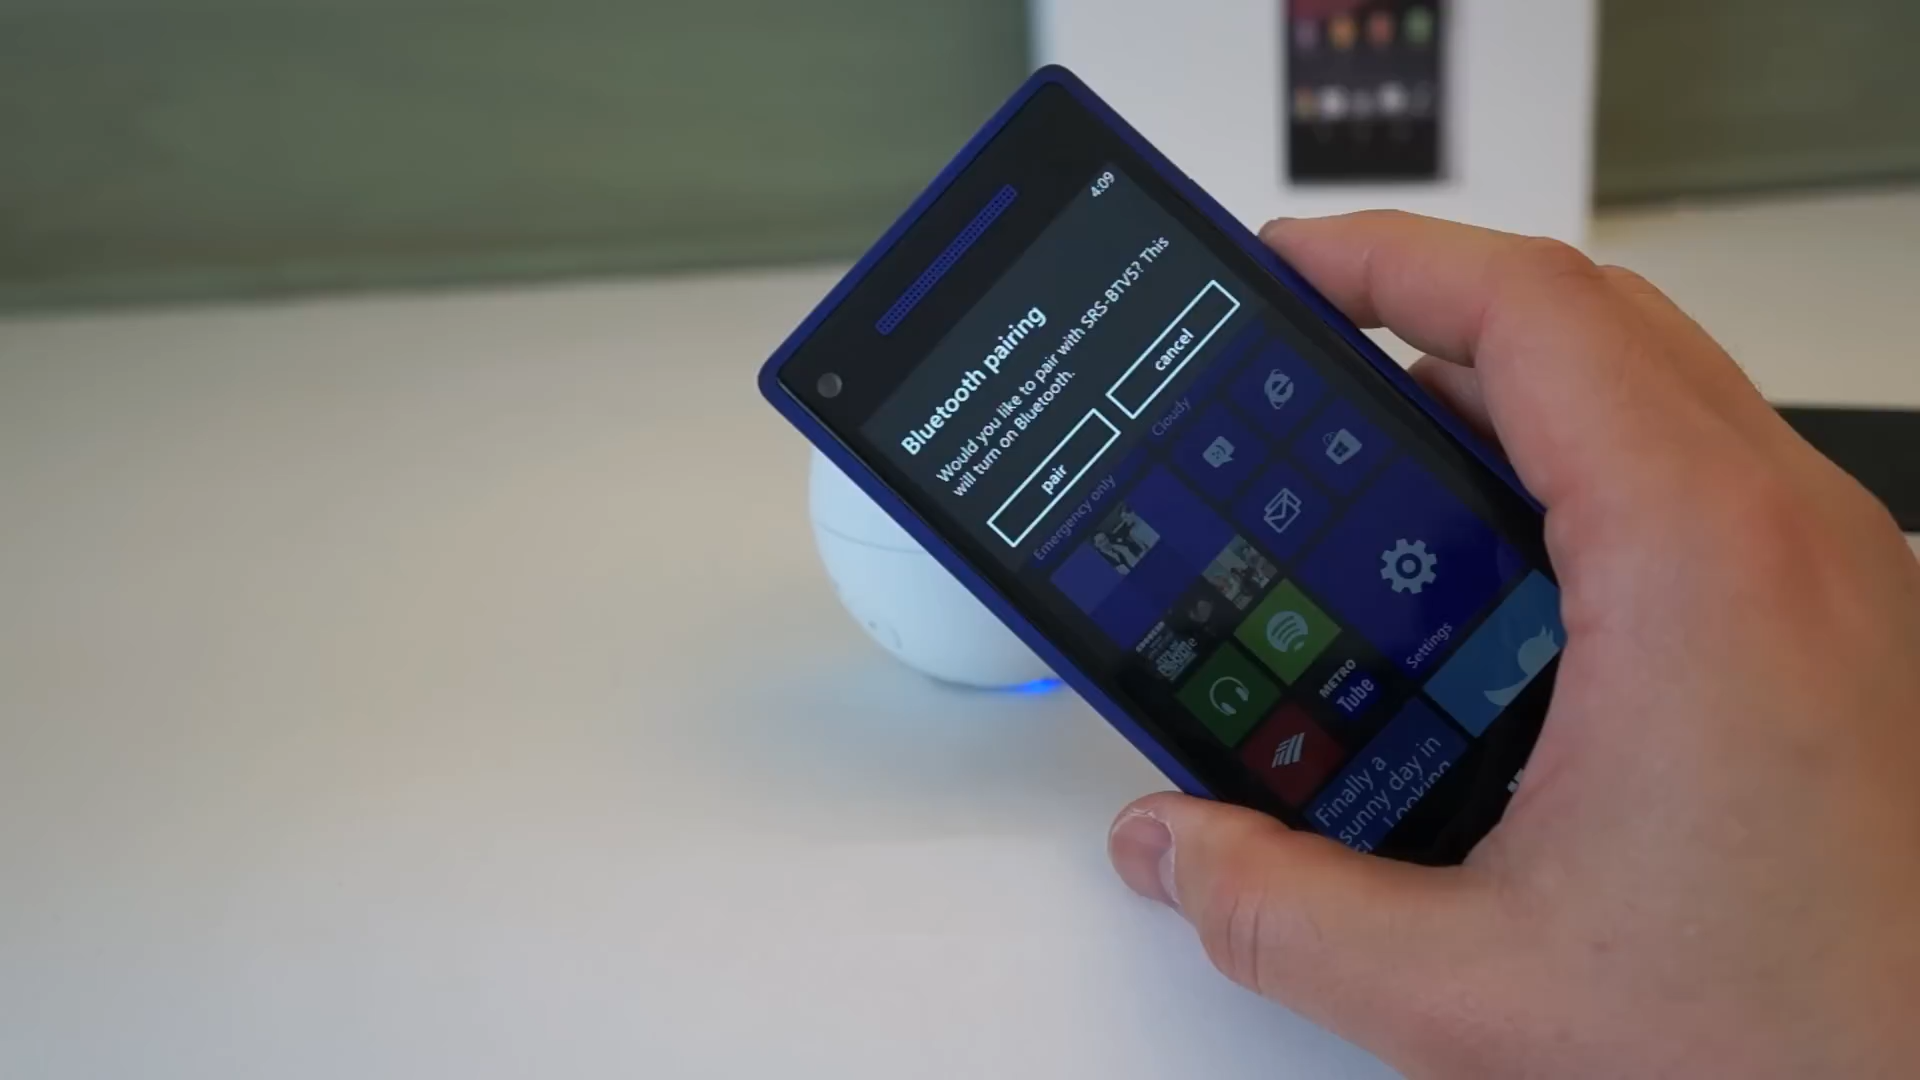 4:09
Bluetooth pairing
Would you like to pair with SRS-BTV5? This
will turn on Bluetooth.
pair
cancel
Emergency only
Cloudy
Settings
METRO
Tube
Finally a
sunny day in
Looking